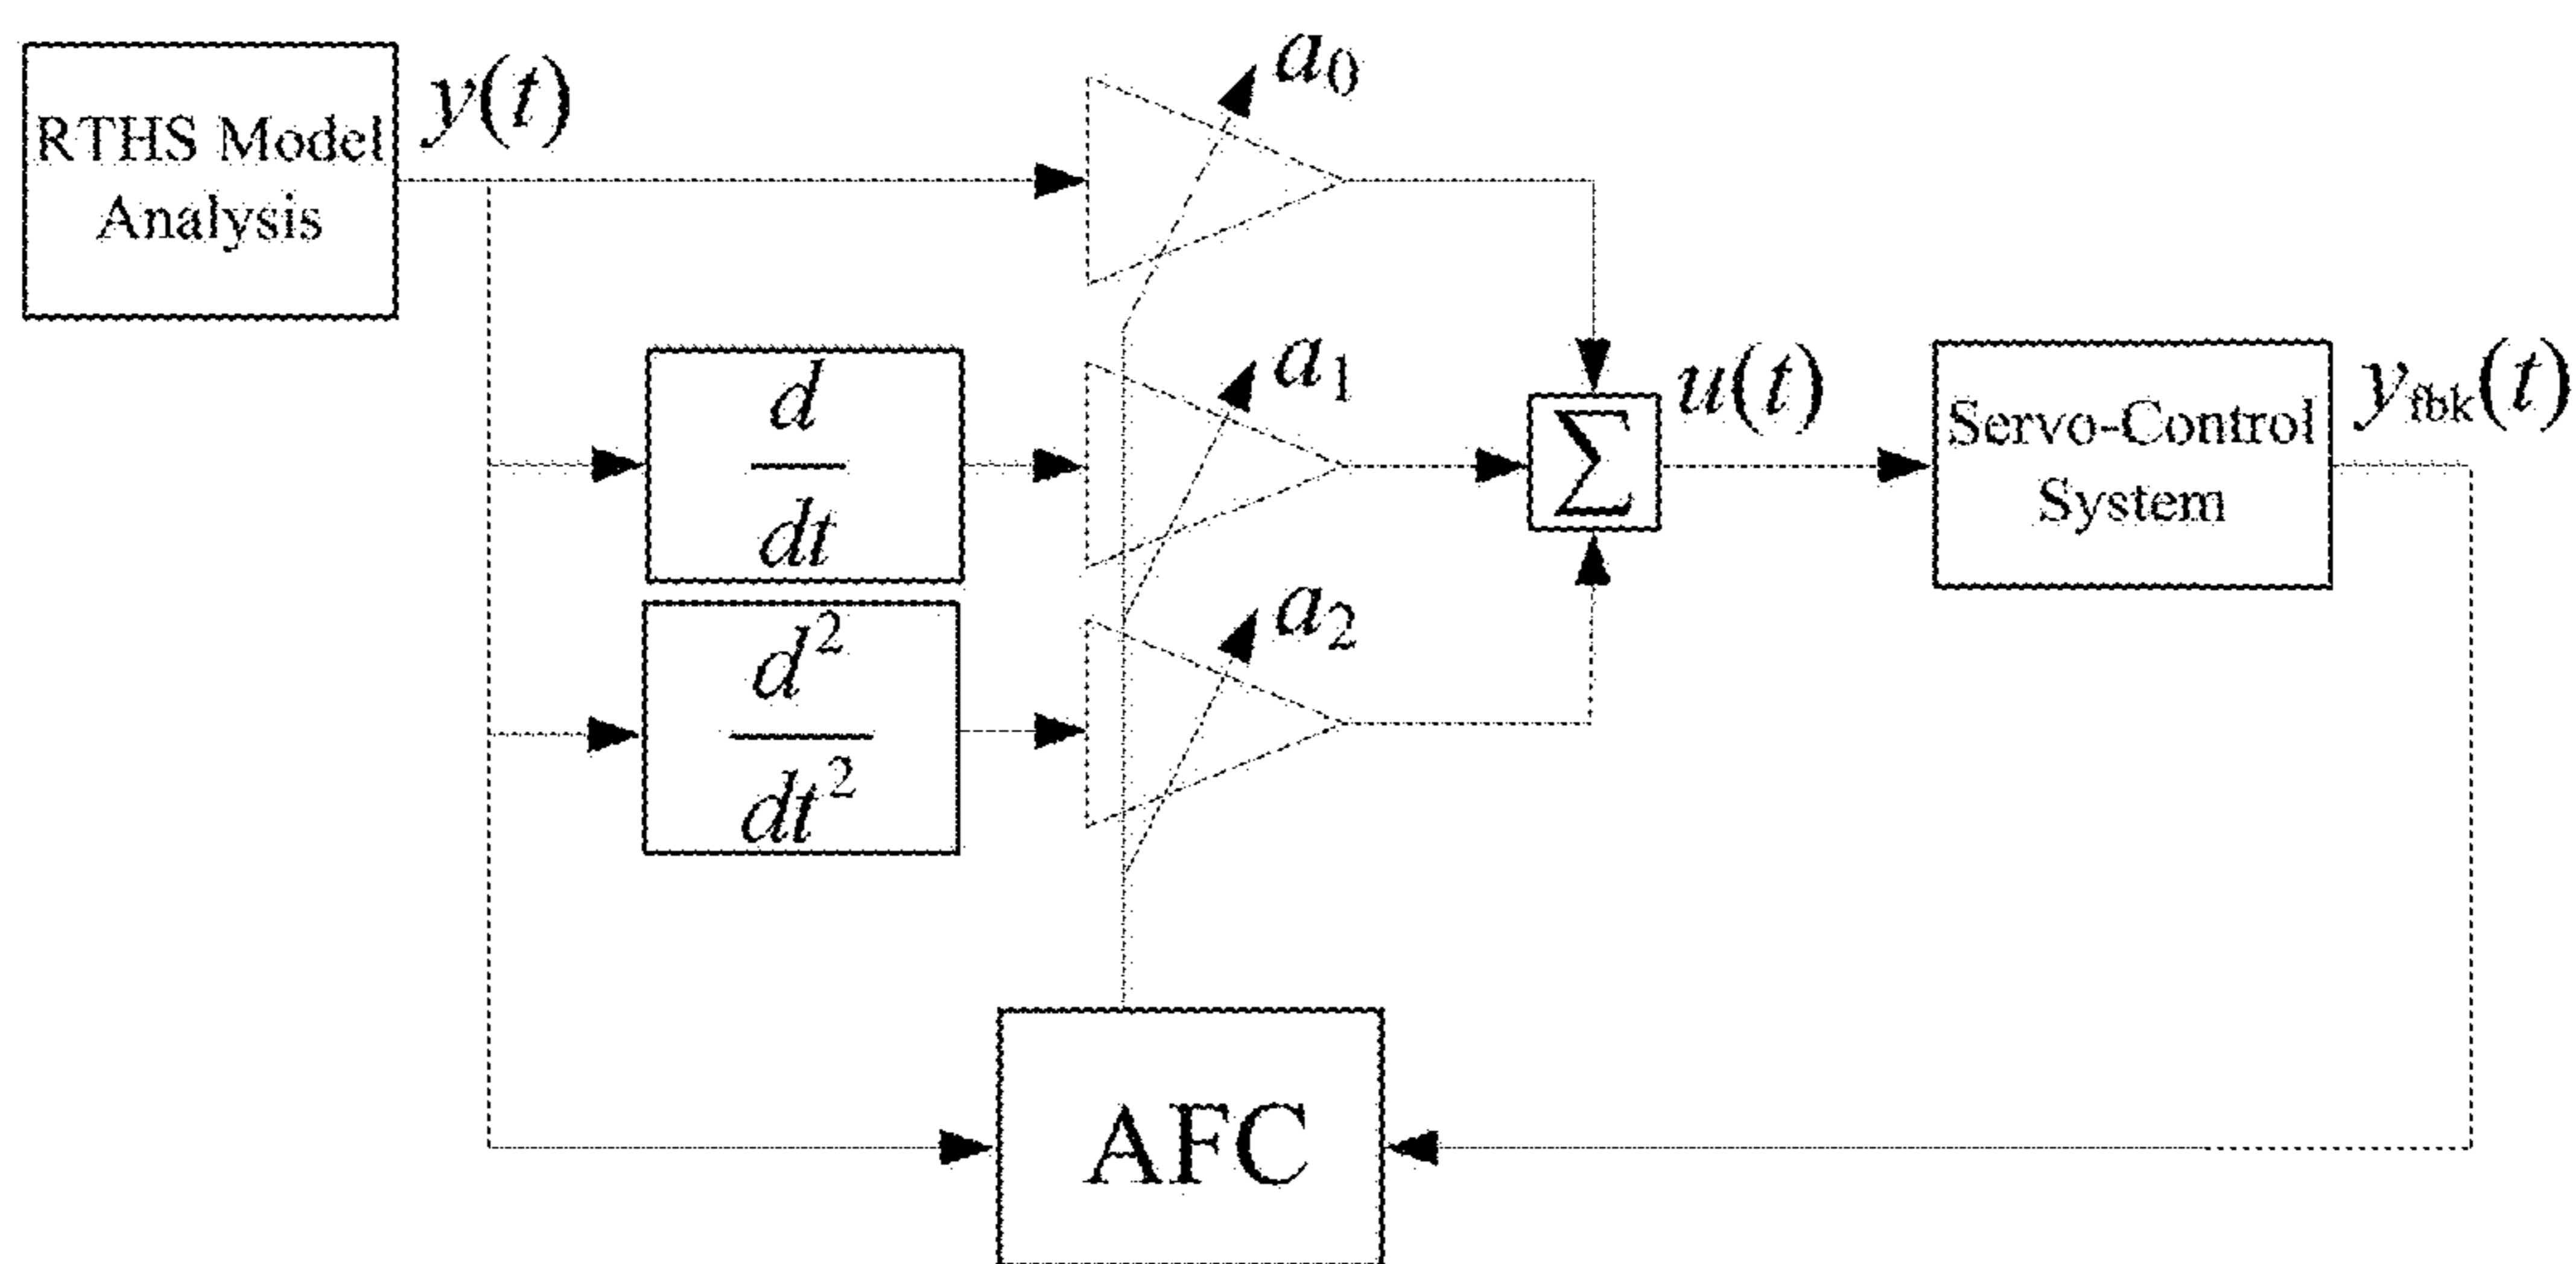 RTHS Model
Analysis
y(t)
a0
d
dt
a1
∑
u(t)
Servo-Control
System
yfbk(t)
d2
dt2
a2
AFC